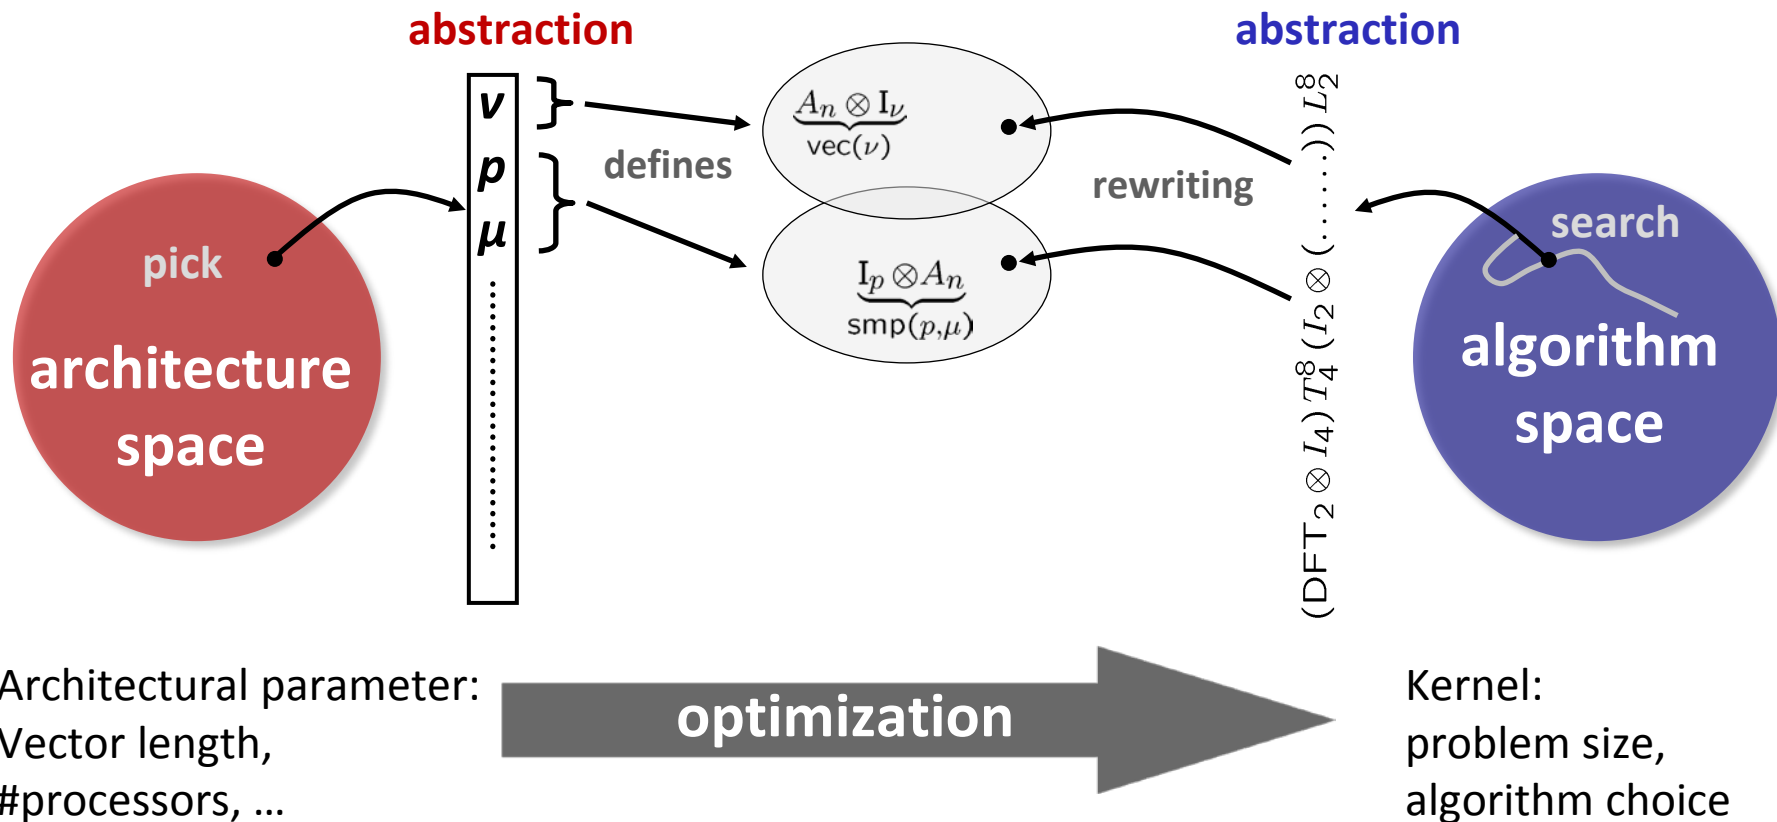 abstraction
abstraction
ν
p
μ
defines
A_n ⊗ I_ν
vec(ν)
I_p ⊗ A_n
smp(p,μ)
rewriting
(DFT_2 ⊗ I_4) T_4^8 (I_2 ⊗ (......)) L_2^8
pick
architecture
space
search
algorithm
space
Architectural parameter:
Vector length,
#processors, ...
optimization
Kernel:
problem size,
algorithm choice